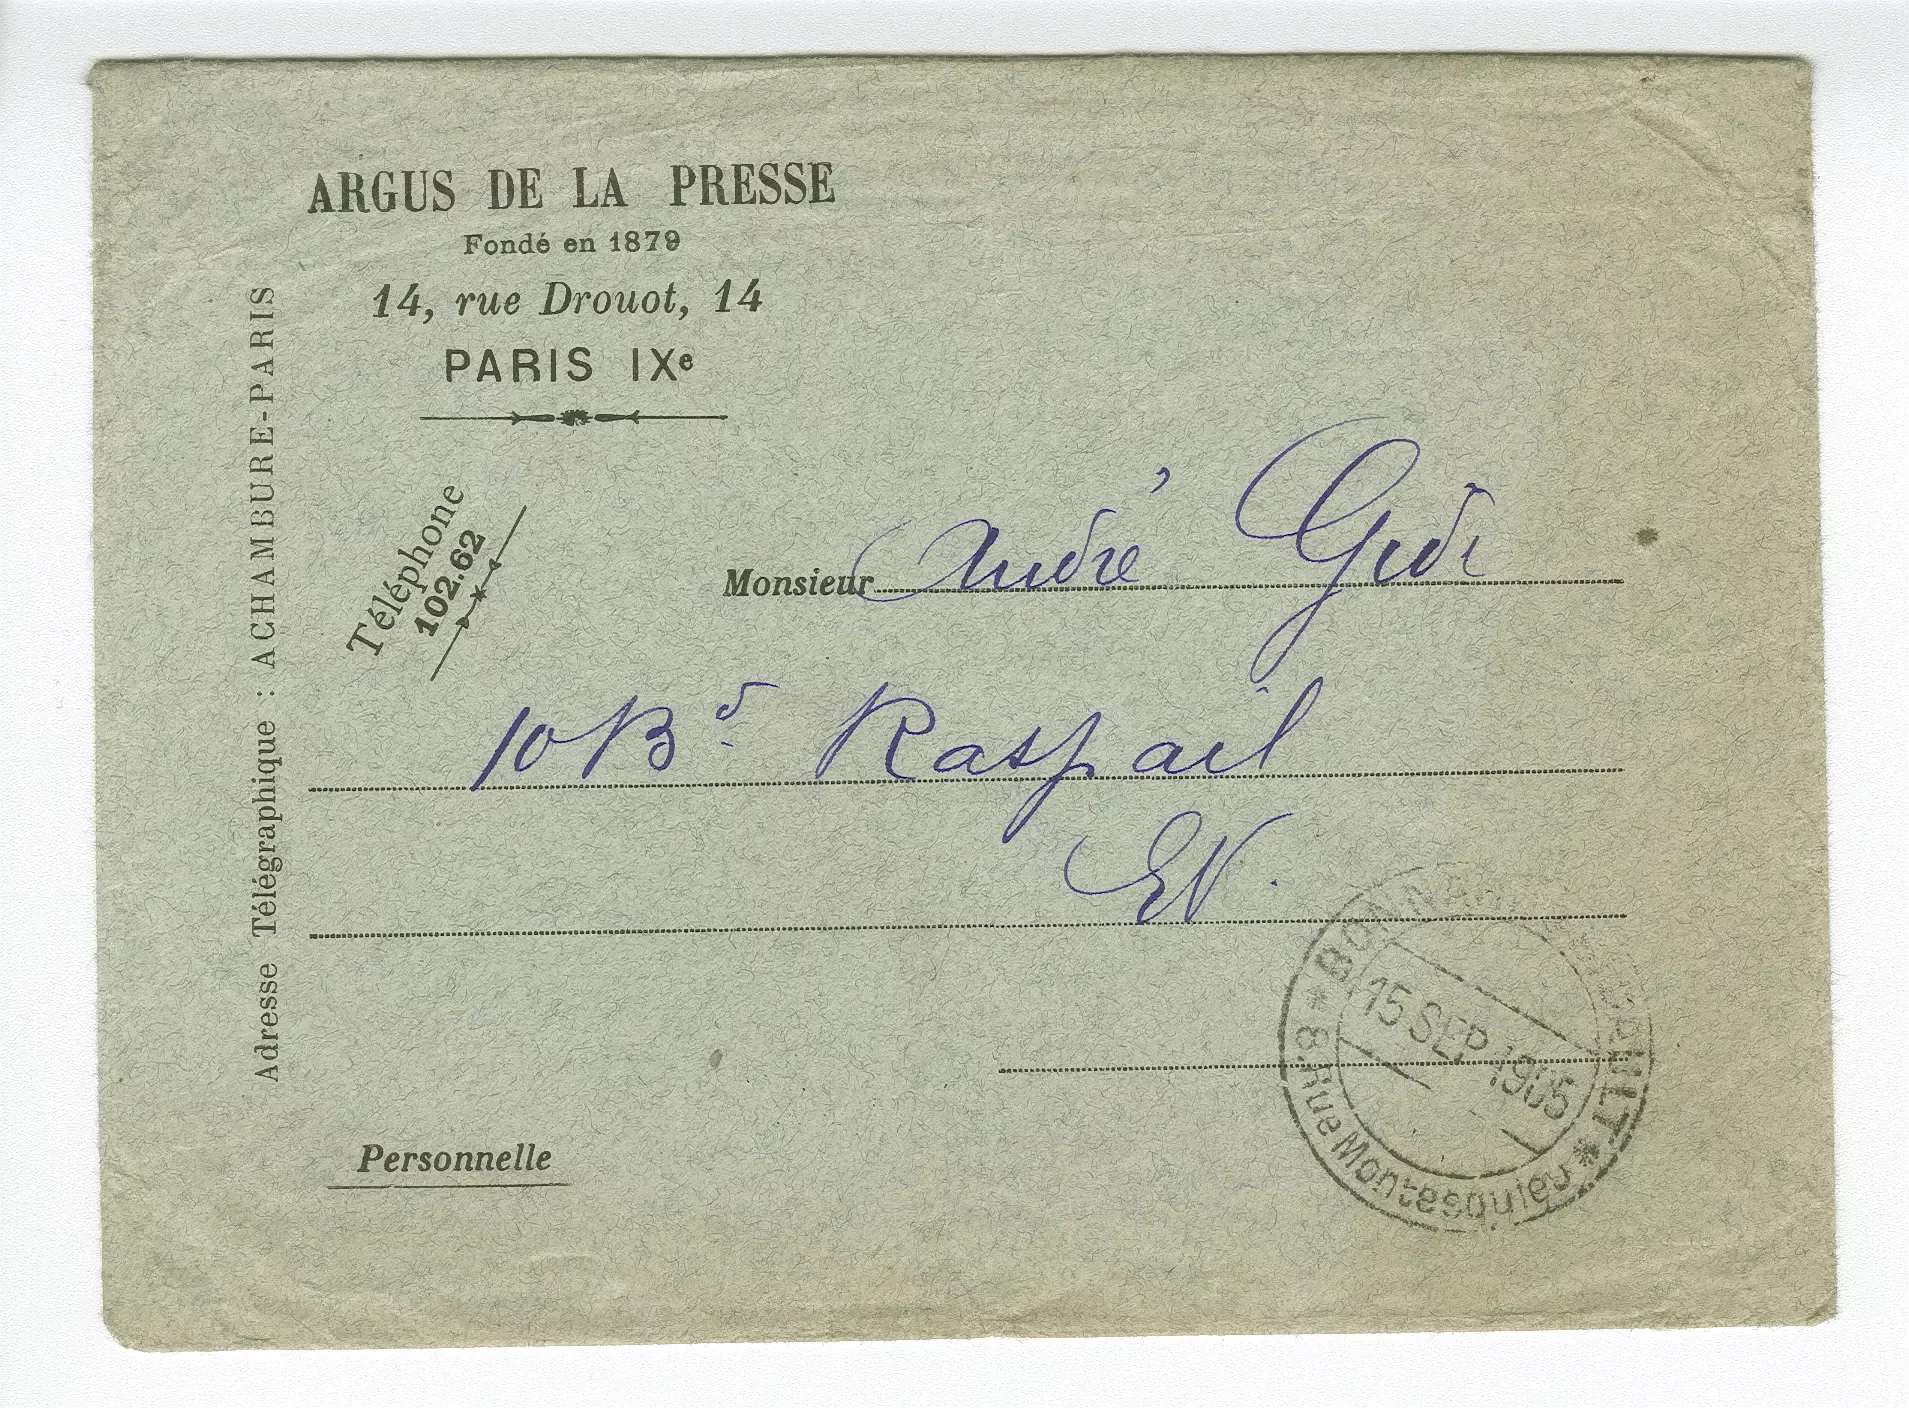 ARGUS DE LA PRESSE
Fondé en 1879
14, rue Drouot, 14
PARIS IXe
Adresse Télégraphique : ACHAMBURE-PARIS
Téléphone
102.62
Monsieur André Gide
10 Bd Raspail
EV.
15 SEP 1905
8. Rue Montesquieu
Personnelle